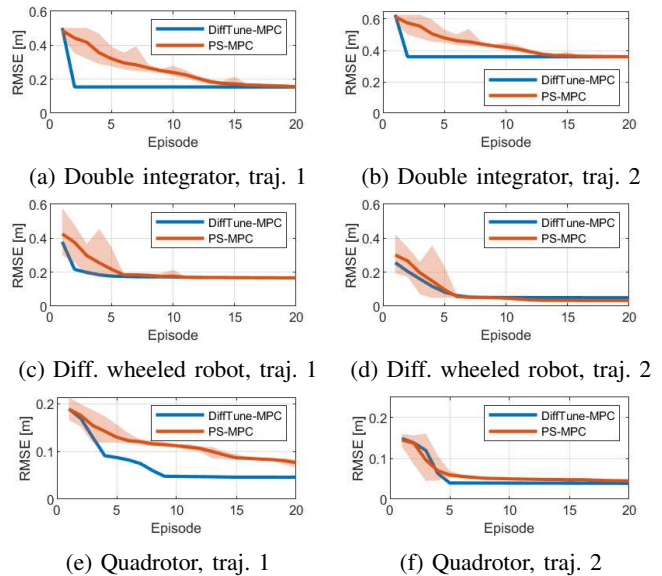 0.6
0.4
0.2
0
RMSE [m]
DiffTune-MPC
PS-MPC
0 5 10 15 20
Episode
(a) Double integrator, traj. 1
0.6
0.4
0.2
0
RMSE [m]
DiffTune-MPC
PS-MPC
0 5 10 15 20
Episode
(b) Double integrator, traj. 2
0.6
0.4
0.2
0
RMSE [m]
DiffTune-MPC
PS-MPC
0 5 10 15 20
Episode
(c) Diff. wheeled robot, traj. 1
0.6
0.4
0.2
0
RMSE [m]
DiffTune-MPC
PS-MPC
0 5 10 15 20
Episode
(d) Diff. wheeled robot, traj. 2
0.2
0.1
0
RMSE [m]
DiffTune-MPC
PS-MPC
0 5 10 15 20
Episode
(e) Quadrotor, traj. 1
0.2
0.1
0
RMSE [m]
DiffTune-MPC
PS-MPC
0 5 10 15 20
Episode
(f) Quadrotor, traj. 2